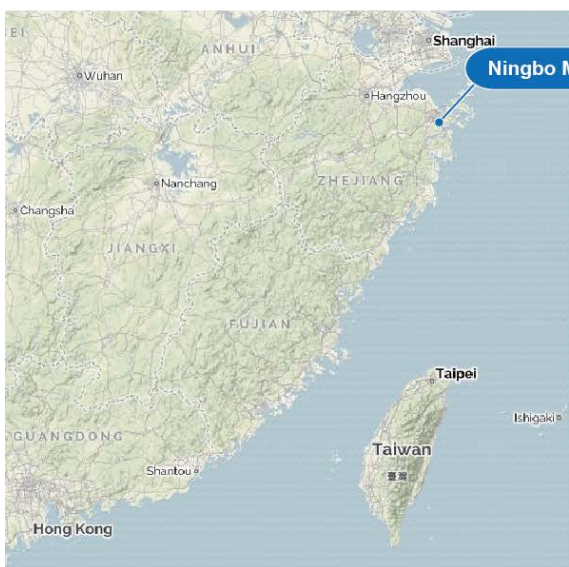 EI
ANHUI
Shanghai
Wuhan
Ningbo M
Hangzhou
ZHEJIANG
Nanchang
Changsha
JIANGXI
FUJIAN
Taipei
Ishigaki
GUANGDONG
Taiwan
臺灣
Shantou
Hong Kong